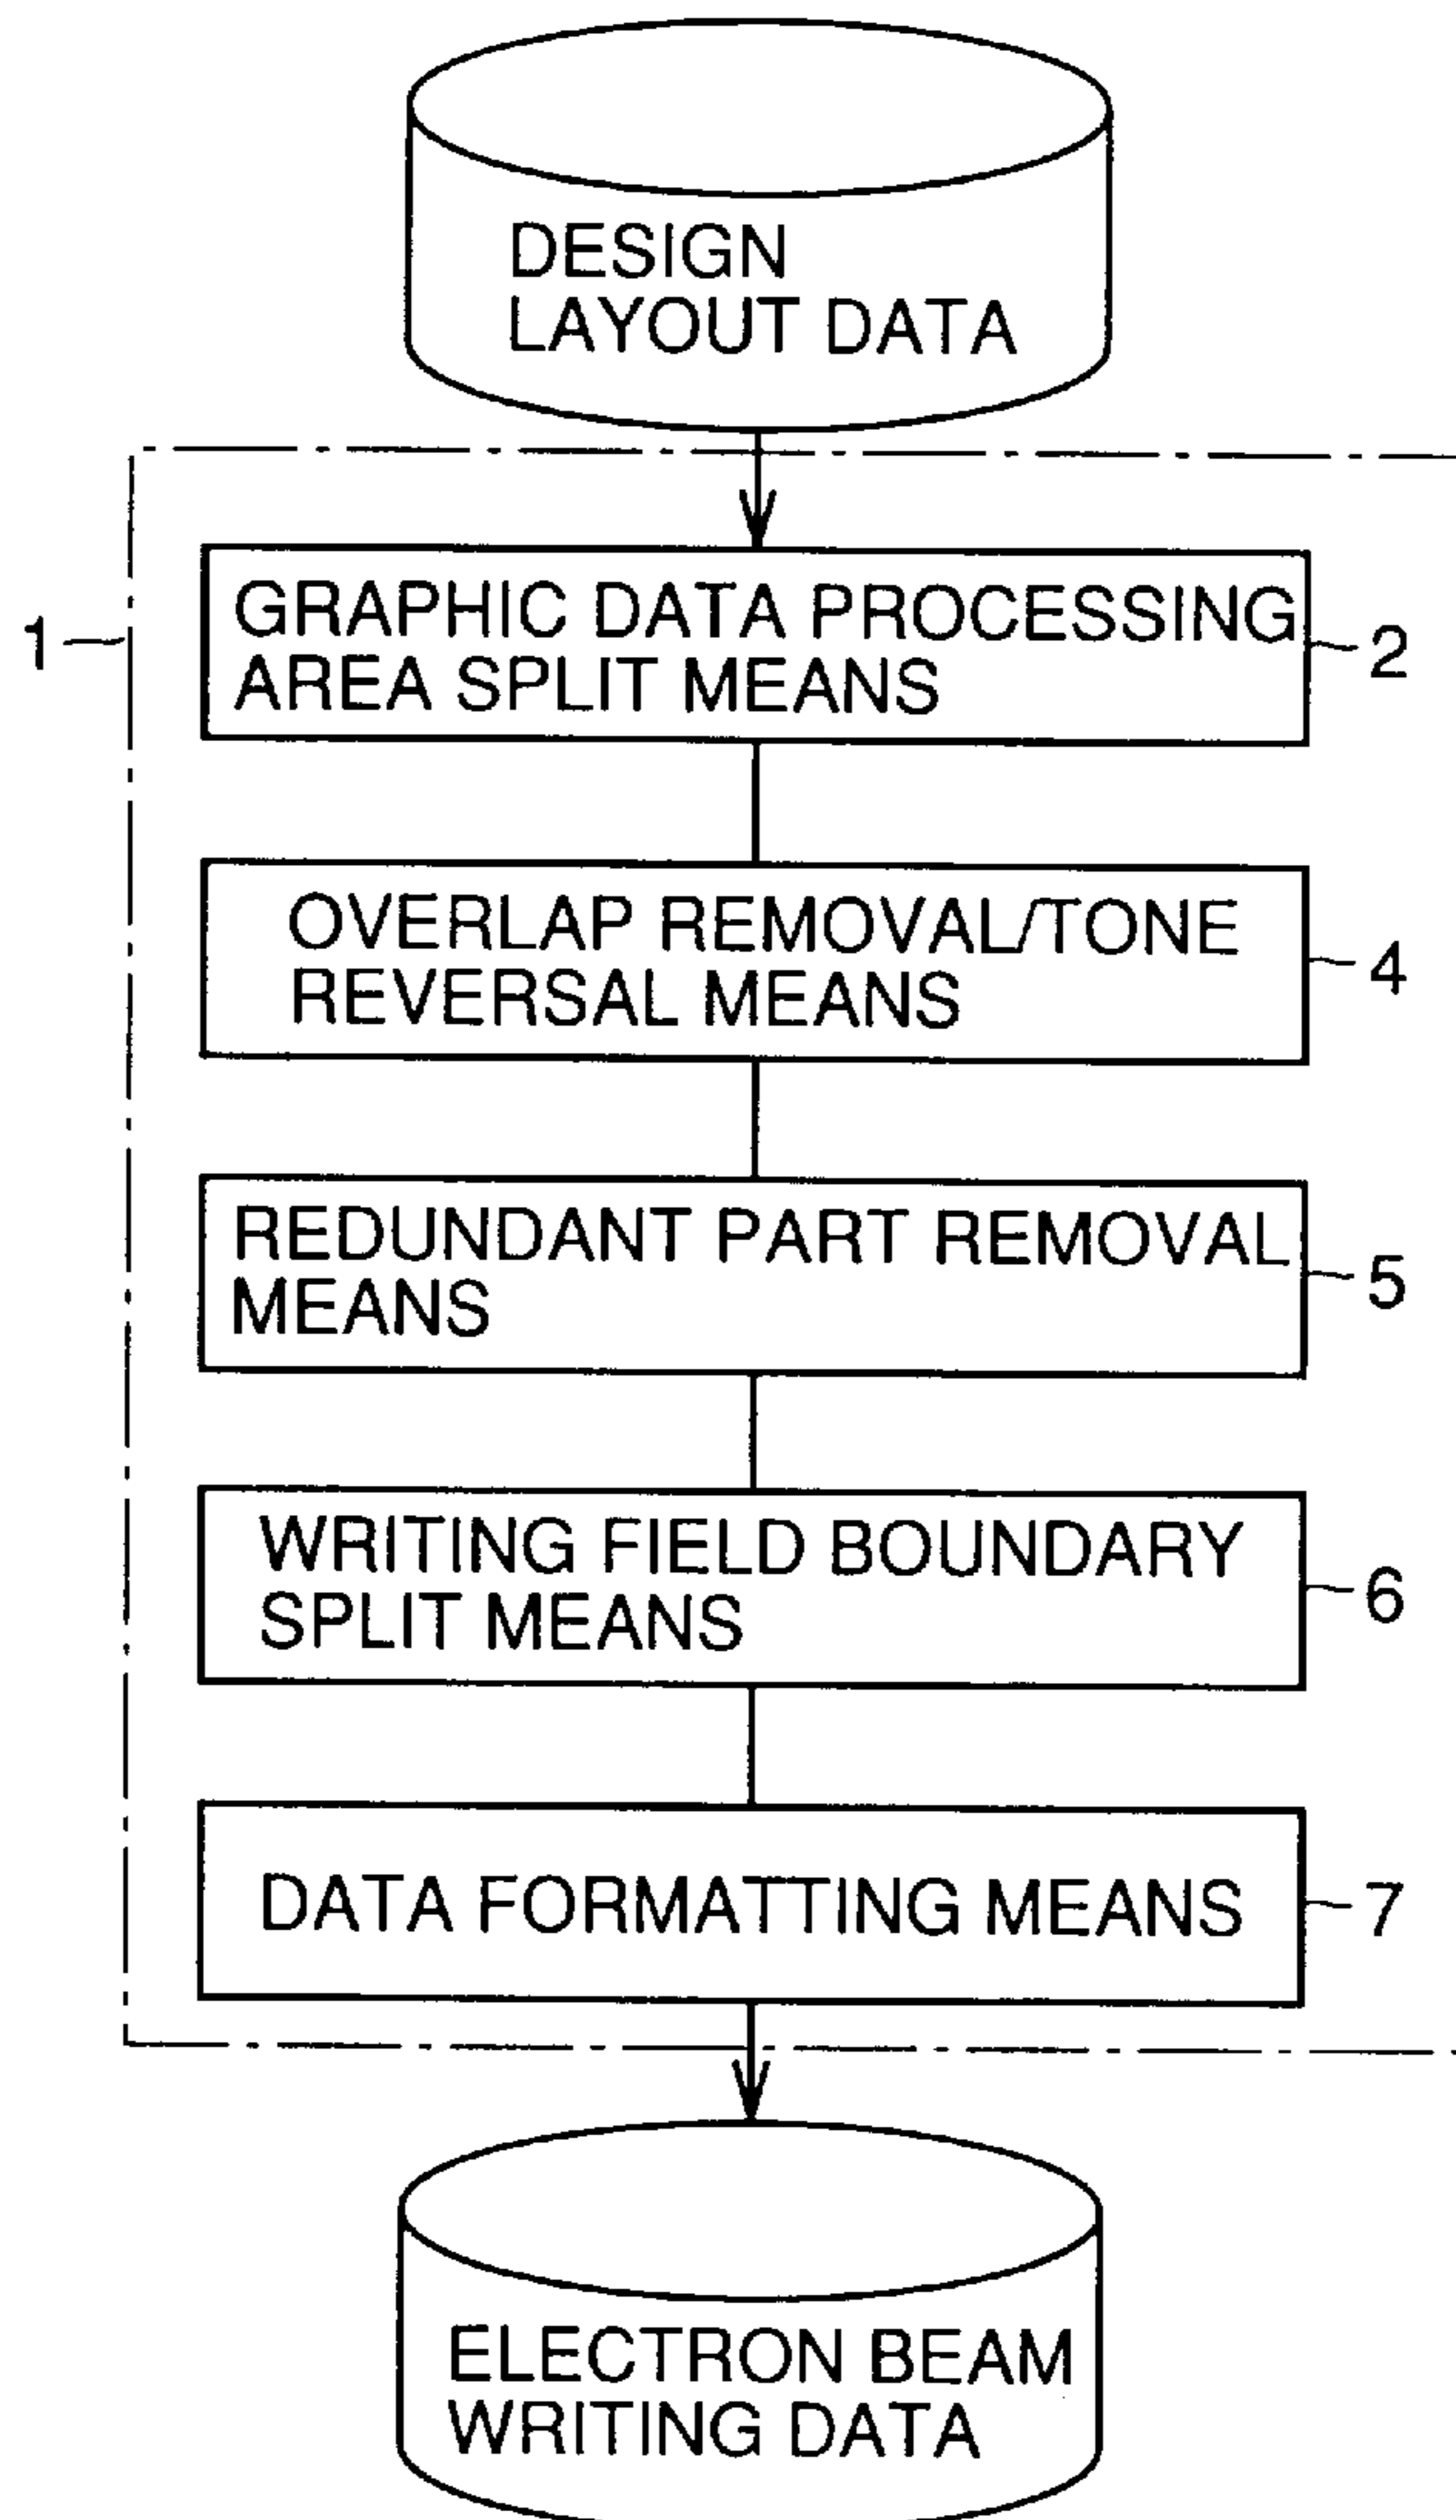 DESIGN
LAYOUT DATA
1
GRAPHIC DATA PROCESSING
AREA SPLIT MEANS
2
OVERLAP REMOVAL/TONE
REVERSAL MEANS
4
REDUNDANT PART REMOVAL
MEANS
5
WRITING FIELD BOUNDARY
SPLIT MEANS
6
DATA FORMATTING MEANS
7
ELECTRON BEAM
WRITING DATA